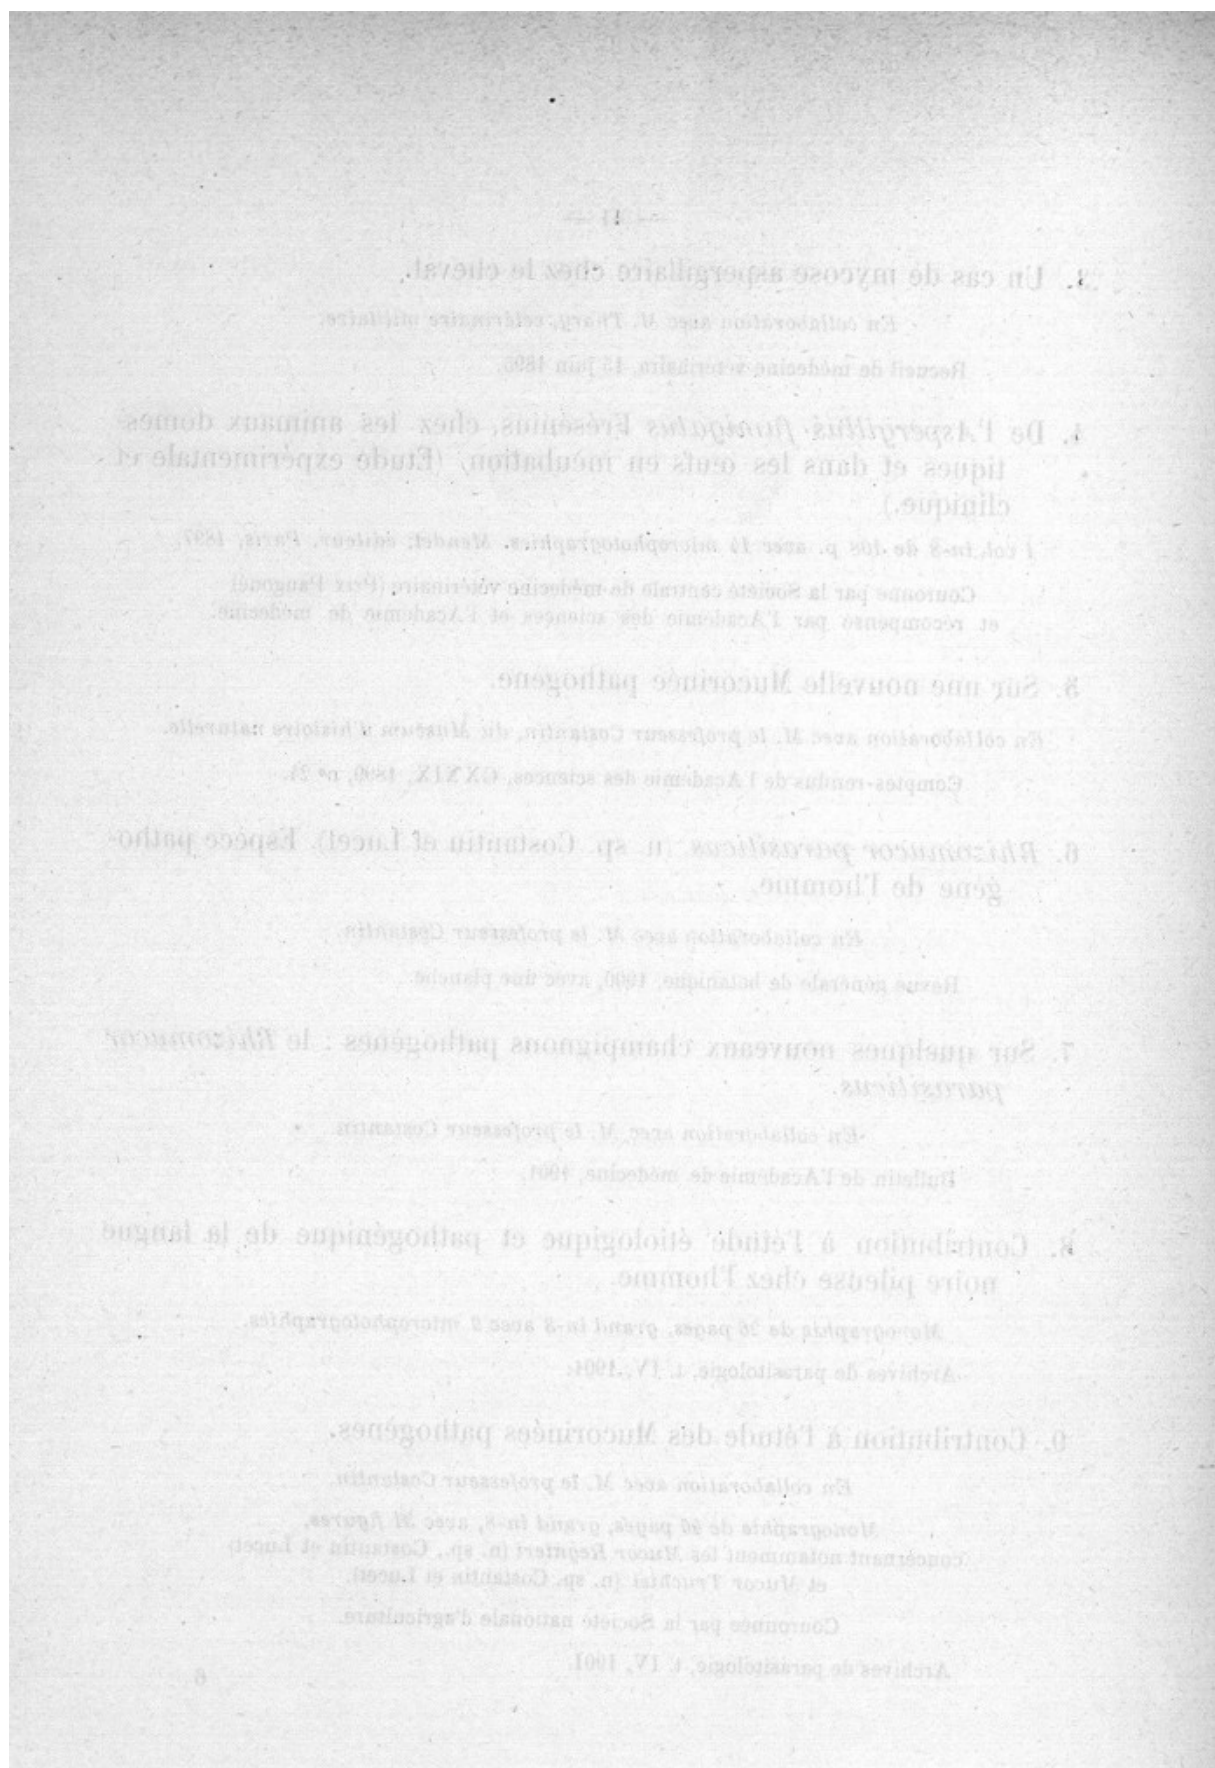 — 41 —
3. Un cas de mycose aspergillaire chez le cheval.
En collaboration avec M. Thary, vétérinaire militaire.
Recueil de médecine vétérinaire, 15 juin 1895.
4. De l'Aspergillus fumigatus Frésénius, chez les animaux domes-
tiques et dans les œufs en incubation, (Étude expérimentale et
clinique.)
1 vol. in-8 de 108 p. avec 14 microphotographies. Mendel, éditeur, Paris, 1897.
Couronné par la Société centrale de médecine vétérinaire (Prix Paugoué)
et récompensé par l'Académie des sciences et l'Académie de médecine.
5. Sur une nouvelle Mucorinée pathogène.
En collaboration avec M. le professeur Costantin, du Muséum d'histoire naturelle.
Comptes-rendus de l'Académie des sciences, CXXIX, 1899, nº 24.
6. Rhizomucor parasiticus (n. sp. Costantin et Lucet). Espèce patho-
gène de l'homme.
En collaboration avec M. le professeur Costantin.
Revue générale de botanique, 1900, avec une planche.
7. Sur quelques nouveaux champignons pathogènes : le Rhizomucor
parasiticus.
En collaboration avec M. le professeur Costantin.
Bulletin de l'Académie de médecine, 1901.
8. Contribution à l'étude étiologique et pathogénique de la langue
noire pileuse chez l'homme.
Monographie de 26 pages, grand in-8 avec 9 microphotographies.
Archives de parasitologie, t. IV, 1901.
9. Contribution à l'étude des Mucorinées pathogènes.
En collaboration avec M. le professeur Costantin.
Monographie de 40 pages, grand in-8, avec 41 figures,
concernant notamment les Mucor Regnieri (n. sp., Costantin et Lucet)
et Mucor Truchisi (n. sp. Costantin et Lucet).
Couronnée par la Société nationale d'agriculture.
Archives de parasitologie, t. IV, 1901.
6